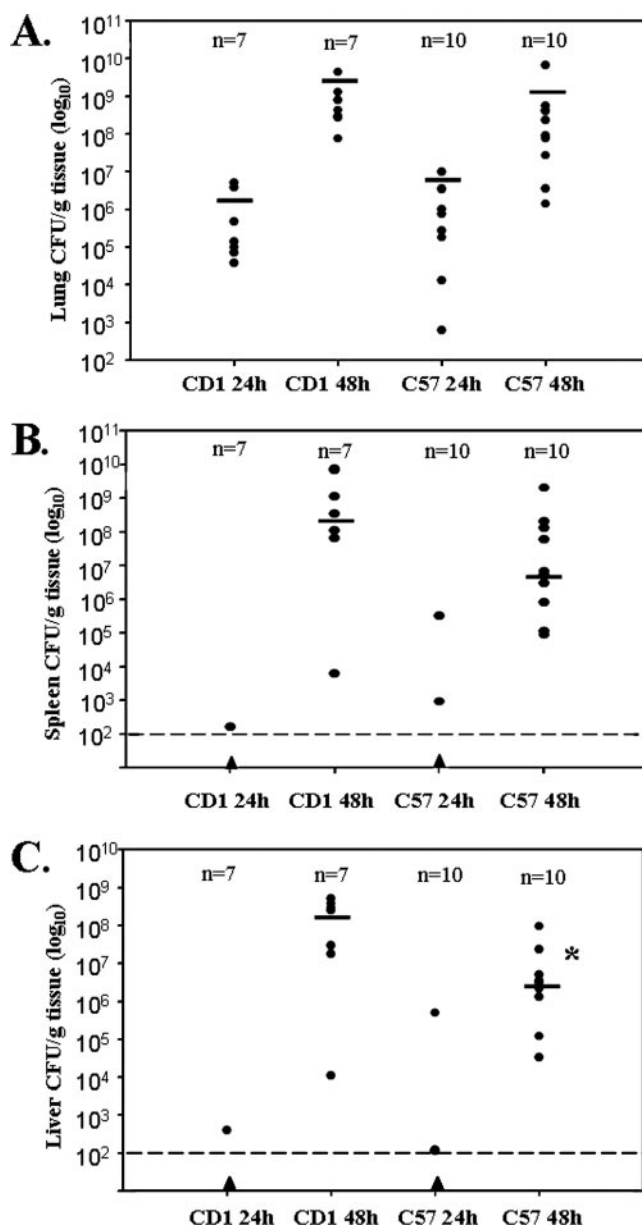 A.
Lung CFU/g tissue (log₁₀)
10¹¹
10¹⁰
10⁹
10⁸
10⁷
10⁶
10⁵
10⁴
10³
10²
n=7 n=7 n=10 n=10
CD1 24h CD1 48h C57 24h C57 48h
B.
Spleen CFU/g tissue (log₁₀)
10¹¹
10¹⁰
10⁹
10⁸
10⁷
10⁶
10⁵
10⁴
10³
10²
n=7 n=7 n=10 n=10
CD1 24h CD1 48h C57 24h C57 48h
C.
Liver CFU/g tissue (log₁₀)
10¹⁰
10⁹
10⁸
10⁷
10⁶
10⁵
10⁴
10³
10²
n=7 n=7 n=10 n=10
*
CD1 24h CD1 48h C57 24h C57 48h